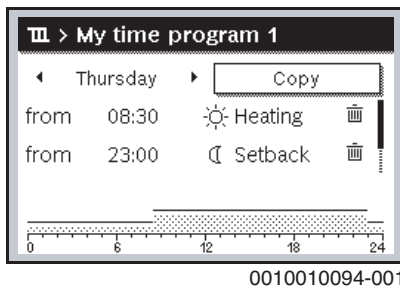 > My time program 1
Thursday Copy
from 08:30 Heating
from 23:00 Setback
0 6 12 18 24
0010010094-001